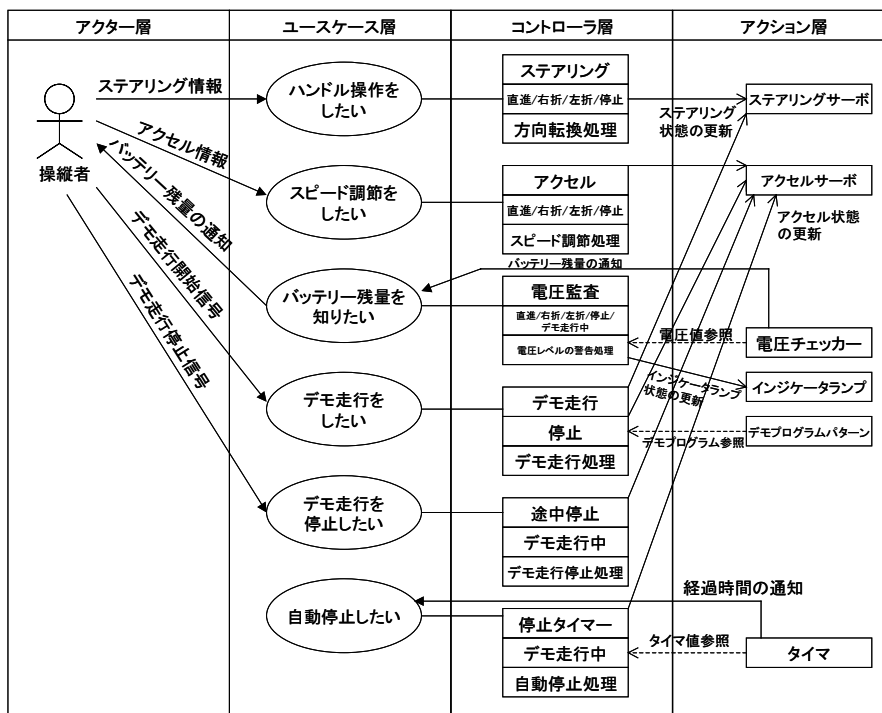 アクター層
ユースケース層
コントローラ層
アクション層
ステアリング情報
アクセル情報
バッテリー残量の通知
デモ走行開始信号
デモ走行停止信号
操縦者
ハンドル操作を
したい
スピード調節を
したい
バッテリー残量を
知りたい
デモ走行を
したい
デモ走行を
停止したい
自動停止したい
ステアリング
直進/右折/左折/停止
方向転換処理
アクセル
直進/右折/左折/停止
スピード調節処理
バッテリー残量の通知
電圧監査
直進/右折/左折/停止/
デモ走行中
電圧レベルの警告処理
デモ走行
停止
デモ走行処理
途中停止
デモ走行中
デモ走行停止処理
停止タイマー
デモ走行中
自動停止処理
ステアリングサーボ
ステアリング
状態の更新
アクセルサーボ
アクセル状態
の更新
電圧値参照
電圧チェッカー
インジケータランプ
状態の更新
インジケータランプ
デモプログラム参照
デモプログラムパターン
経過時間の通知
タイマ値参照
タイマ